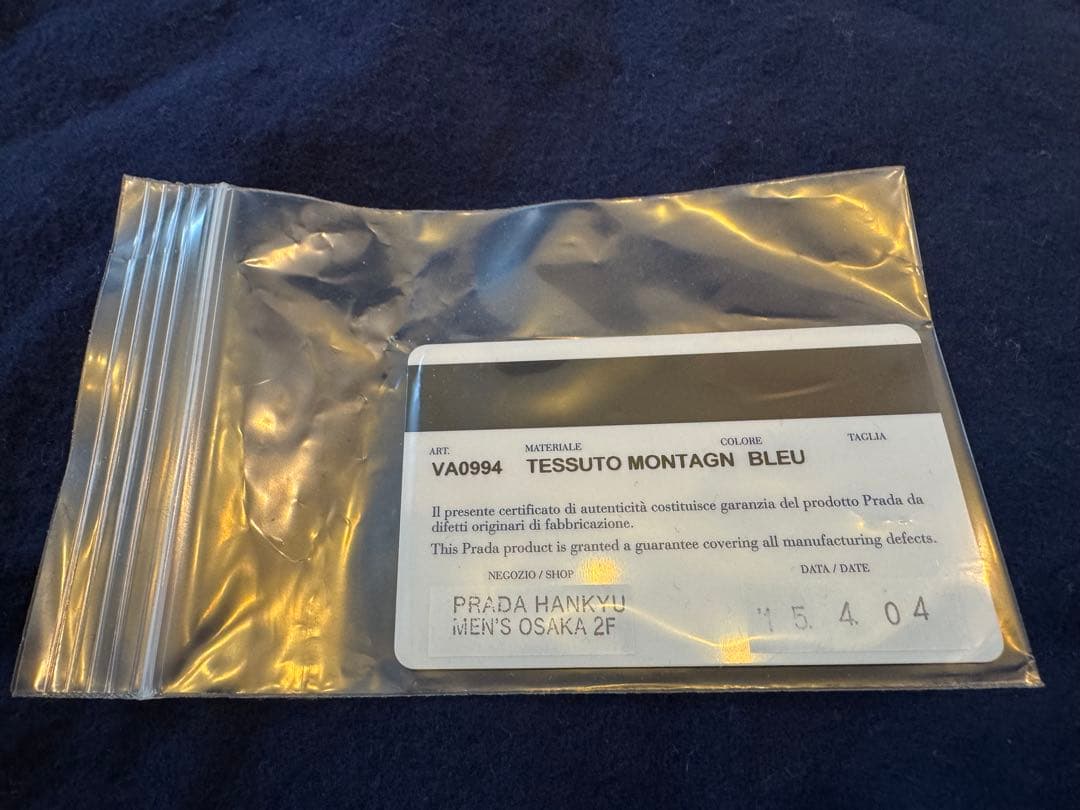 ART. MATERIALE COLORE TAGLIA
VA0994 TESSUTO MONTAGN BLEU
Il presente certificato di autenticità costituisce garanzia del prodotto Prada da
difetti originari di fabbricazione.
This Prada product is granted a guarantee covering all manufacturing defects.
NEGOZIO / SHOP DATA / DATE
PRADA HANKYU
MEN'S OSAKA 2F
'15. 4. 04